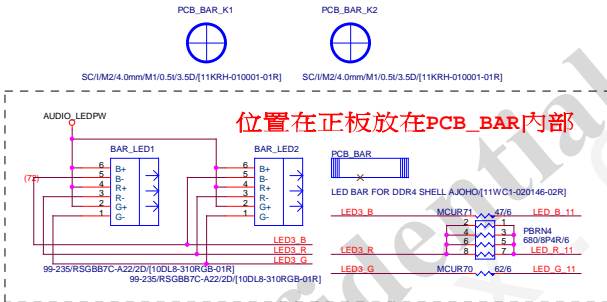 PCB_BAR_K1
PCB_BAR_K2
SC/I/M2/4.0mm/M1/0.5t/3.5D/[11KRH-010001-01R]
SC/I/M2/4.0mm/M1/0.5t/3.5D/[11KRH-010001-01R]
AUDIO_LEDPW
位置在正板放在PCB_BAR内部
BAR_LED1
BAR_LED2
PCB_BAR
6 B+
5 B-
4 R+
3 R-
2 G+
1 G-
6 B+
5 B-
4 R+
3 R-
2 G+
1 G-
LED BAR FOR DDR4 SHELL AJOHO/[11WC1-020146-02R]
LED3_B MCUR71 47/6 LED_B_11
2 1
4 3
6 5
8 7
PBRN4
680/8P4R/6
LED3_R
LED_R_11
LED3_G MCUR70 62/6 LED_G_11
LED3_B
LED3_R
LED3_G
99-235/RSGBB7C-A22/2D/[10DL8-310RGB-01R]
99-235/RSGBB7C-A22/2D/[10DL8-310RGB-01R]